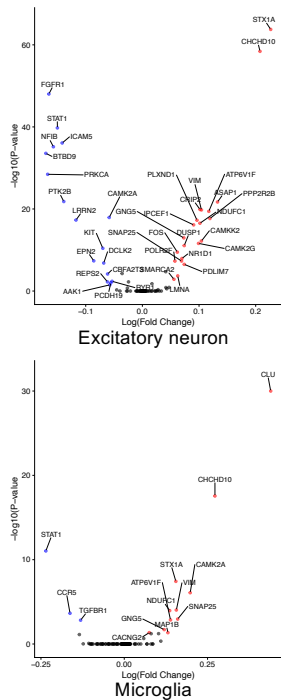 STX1A
CHCHD10
60
FGFR1
STAT1
NFIB
ICAM5
40
BTBD9
PRKCA
ATP6V1F
VIM
ASAP1
PTK2B
CAMK2A
PLXND1
CRIP2
PPP2R2B
20
LRRN2
GNG5
IPCEF1
NDUFC1
SNAP25
FOS
DUSP1
CAMKK2
KIT
POLR2F
NR1D1
CAMK2G
EPN2
DCLK2
REPS2
SMARCA2
PDLIM7
AAK1
RYR1
LMNA
PCDH19
0
−log10(P-value
-0.1
0.0
0.1
0.2
Log(Fold Change)
Excitatory neuron
30
CLU
20
CHCHD10
STAT1
10
STX1A
CAMK2A
ATP6V1F
CCR5
NDUFC1
VIM
TGFBR1
SNAP25
GNG5
MAP1B
0
−log10(P-value
-0.25
0.00
0.25
Log(Fold Change)
Microglia